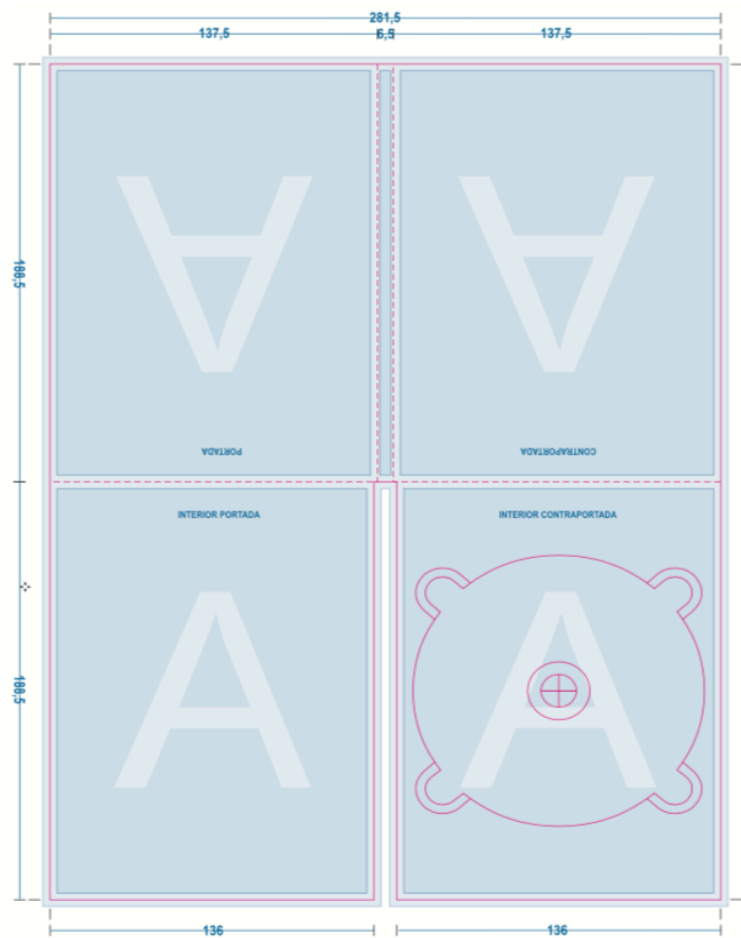 281,5
137,5 6,5 137,5
A A
188,5
PORTADA CONTRAPORTADA
INTERIOR PORTADA INTERIOR CONTRAPORTADA
A A
188,5
136 136